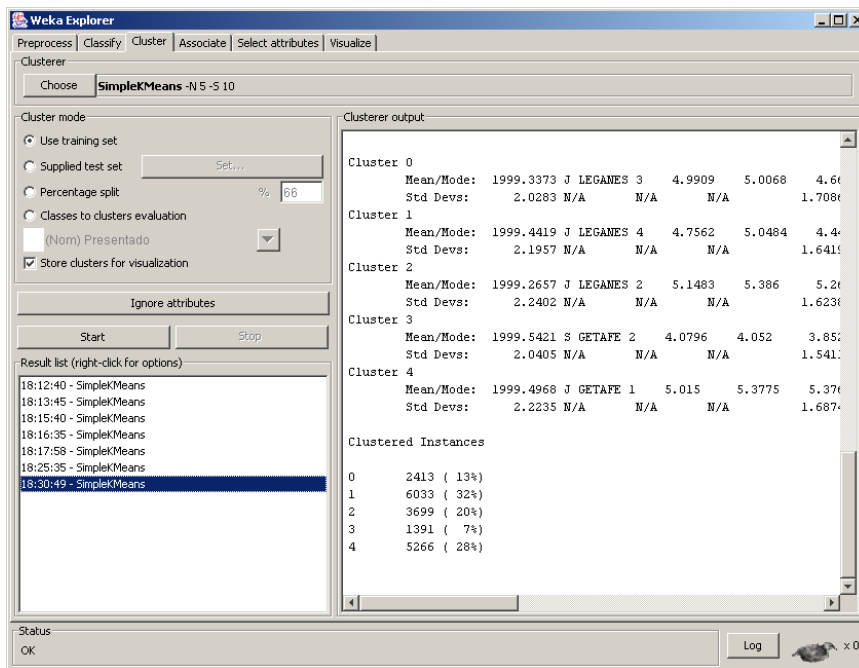 Weka Explorer
Preprocess Classify Cluster Associate Select attributes Visualize
Clusterer
Choose SimpleKMeans -N 5 -S 10
Cluster mode
Use training set
Supplied test set Set...
Percentage split % 66
Classes to clusters evaluation
(Nom) Presentado
Store clusters for visualization
Ignore attributes
Start Stop
Result list (right-click for options)
18:12:40 - SimpleKMeans
18:13:45 - SimpleKMeans
18:15:40 - SimpleKMeans
18:16:35 - SimpleKMeans
18:17:58 - SimpleKMeans
18:25:35 - SimpleKMeans
18:30:49 - SimpleKMeans
Clusterer output
Cluster 0
Mean/Mode: 1999.3373 J LEGANES 3 4.9909 5.0068
Std Devs: 2.0283 N/A N/A N/A
Cluster 1
Mean/Mode: 1999.4419 J LEGANES 4 4.7562 5.0484
Std Devs: 2.1957 N/A N/A N/A
Cluster 2
Mean/Mode: 1999.2657 J LEGANES 2 5.1483 5.386
Std Devs: 2.2402 N/A N/A N/A
Cluster 3
Mean/Mode: 1999.5421 S GETAFE 2 4.0796 4.052
Std Devs: 2.0405 N/A N/A N/A
Cluster 4
Mean/Mode: 1999.4968 J GETAFE 1 5.015 5.3775
Std Devs: 2.2235 N/A N/A N/A
Clustered Instances
0 2413 ( 13%)
1 6033 ( 32%)
2 3699 ( 20%)
3 1391 ( 7%)
4 5266 ( 28%)
Status
OK
Log x 0